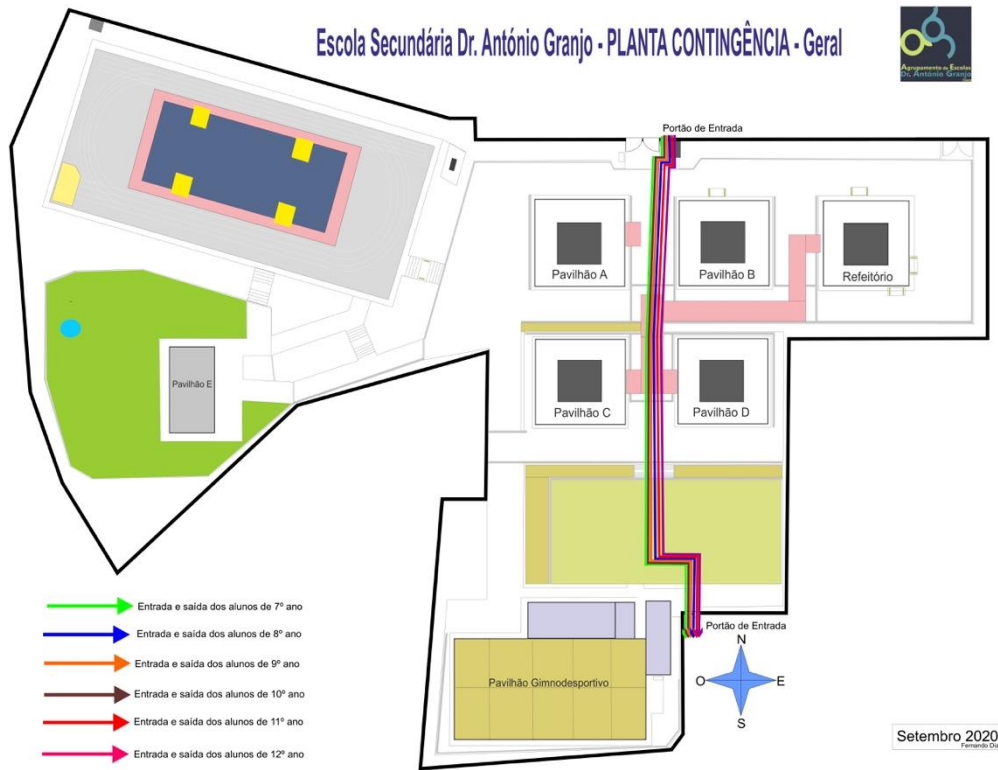 Escola Secundária Dr. António Granjo - PLANTA CONTINGÊNCIA - Geral
Agrupamento de Escolas
Dr. António Granjo
Portão de Entrada
Pavilhão A
Pavilhão B
Refeitório
Pavilhão E
Pavilhão C
Pavilhão D
Entrada e saída dos alunos de 7º ano
Entrada e saída dos alunos de 8º ano
Entrada e saída dos alunos de 9º ano
Entrada e saída dos alunos de 10º ano
Entrada e saída dos alunos de 11º ano
Entrada e saída dos alunos de 12º ano
Pavilhão Gimnodesportivo
Portão de Entrada
N
O
E
S
Setembro 2020
Fernando